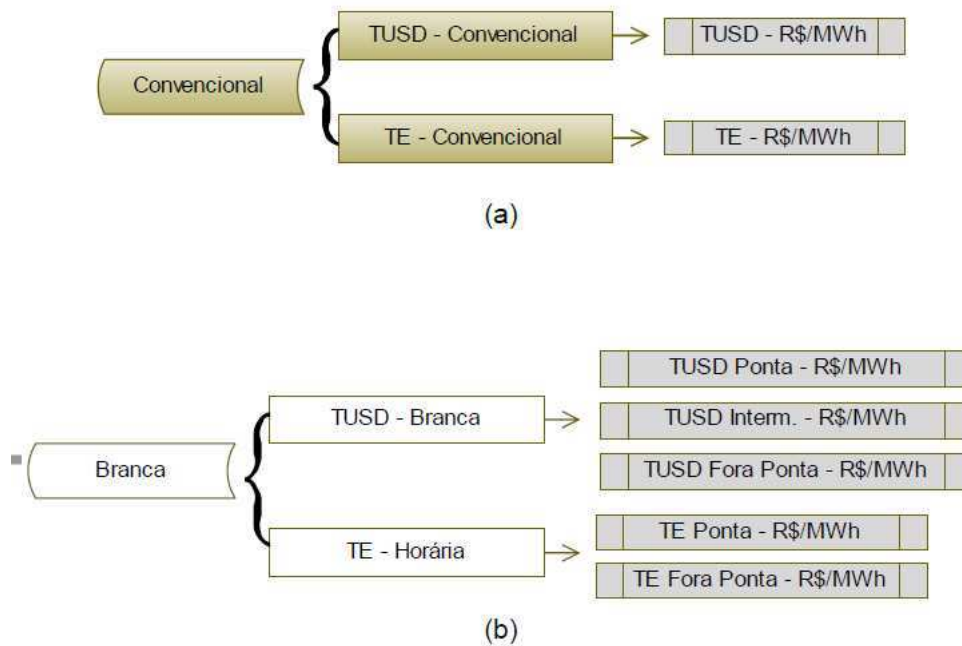 TUSD - Convencional
TUSD - R$/MWh
Convencional
TE - Convencional
TE - R$/MWh
(a)
TUSD Ponta - R$/MWh
TUSD - Branca
TUSD Interm. - R$/MWh
Branca
TUSD Fora Ponta - R$/MWh
TE - Horária
TE Ponta - R$/MWh
TE Fora Ponta - R$/MWh
(b)